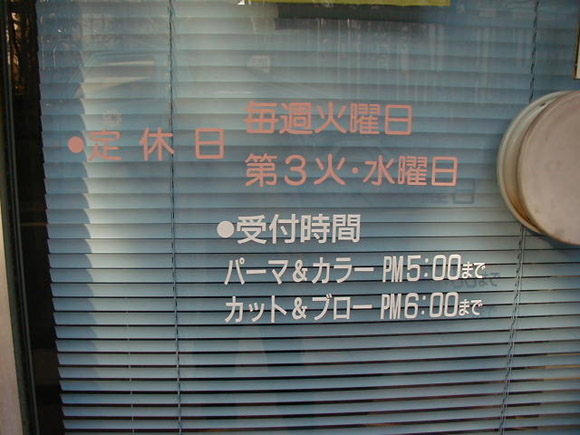 ●定休日 毎週火曜日
第3火・水曜日
●受付時間
パーマ&カラー PM5:00まで
カット&ブロー PM6:00まで